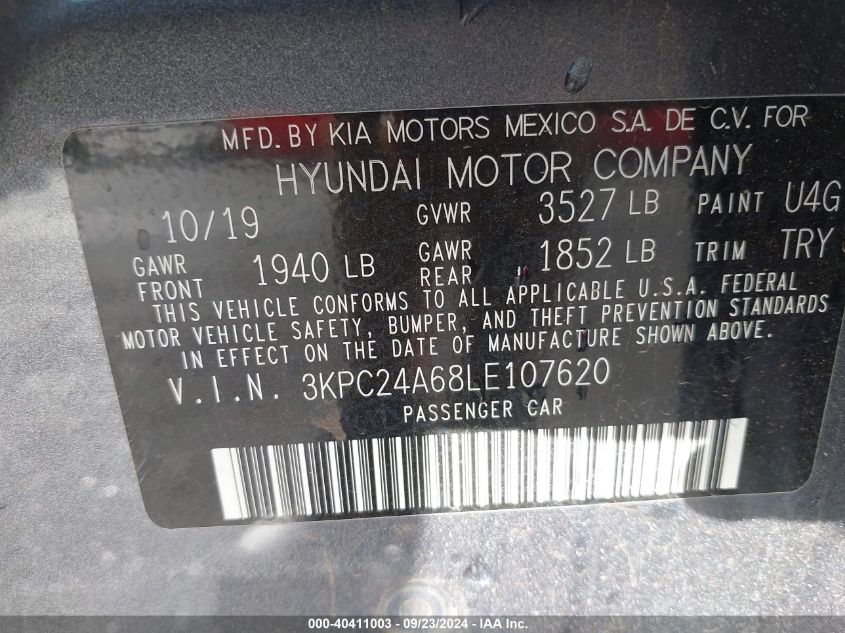 MFD. BY KIA MOTORS MEXICO S.A. DE C.V. FOR
HYUNDAI MOTOR COMPANY
10/19 GVWR 3527 LB PAINT U4G
GAWR FRONT 1940 LB GAWR REAR 1852 LB TRIM TRY
THIS VEHICLE CONFORMS TO ALL APPLICABLE U.S.A. FEDERAL
MOTOR VEHICLE SAFETY, BUMPER, AND THEFT PREVENTION STANDARDS
IN EFFECT ON THE DATE OF MANUFACTURE SHOWN ABOVE.
V.I.N. 3KPC24A68LE107620
PASSENGER CAR
000-40411003 - 09/23/2024 - IAA Inc.